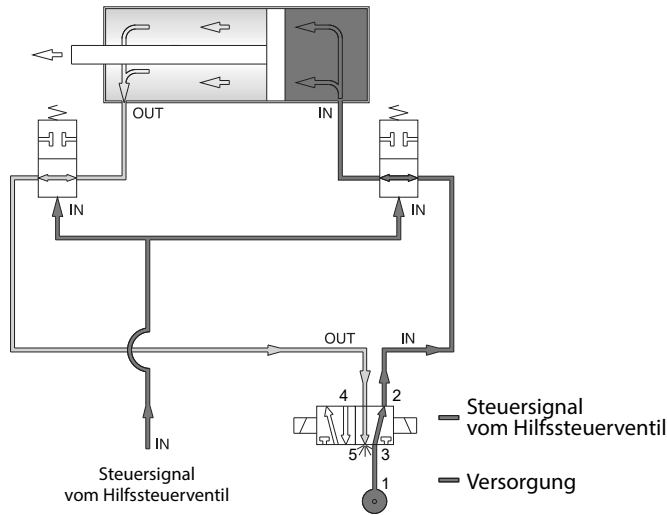 OUT
IN
IN
IN
OUT
IN
4
2
5
3
1
IN
Steuersignal
vom Hilfssteuerventil
Steuersignal
vom Hilfssteuerventil
Versorgung